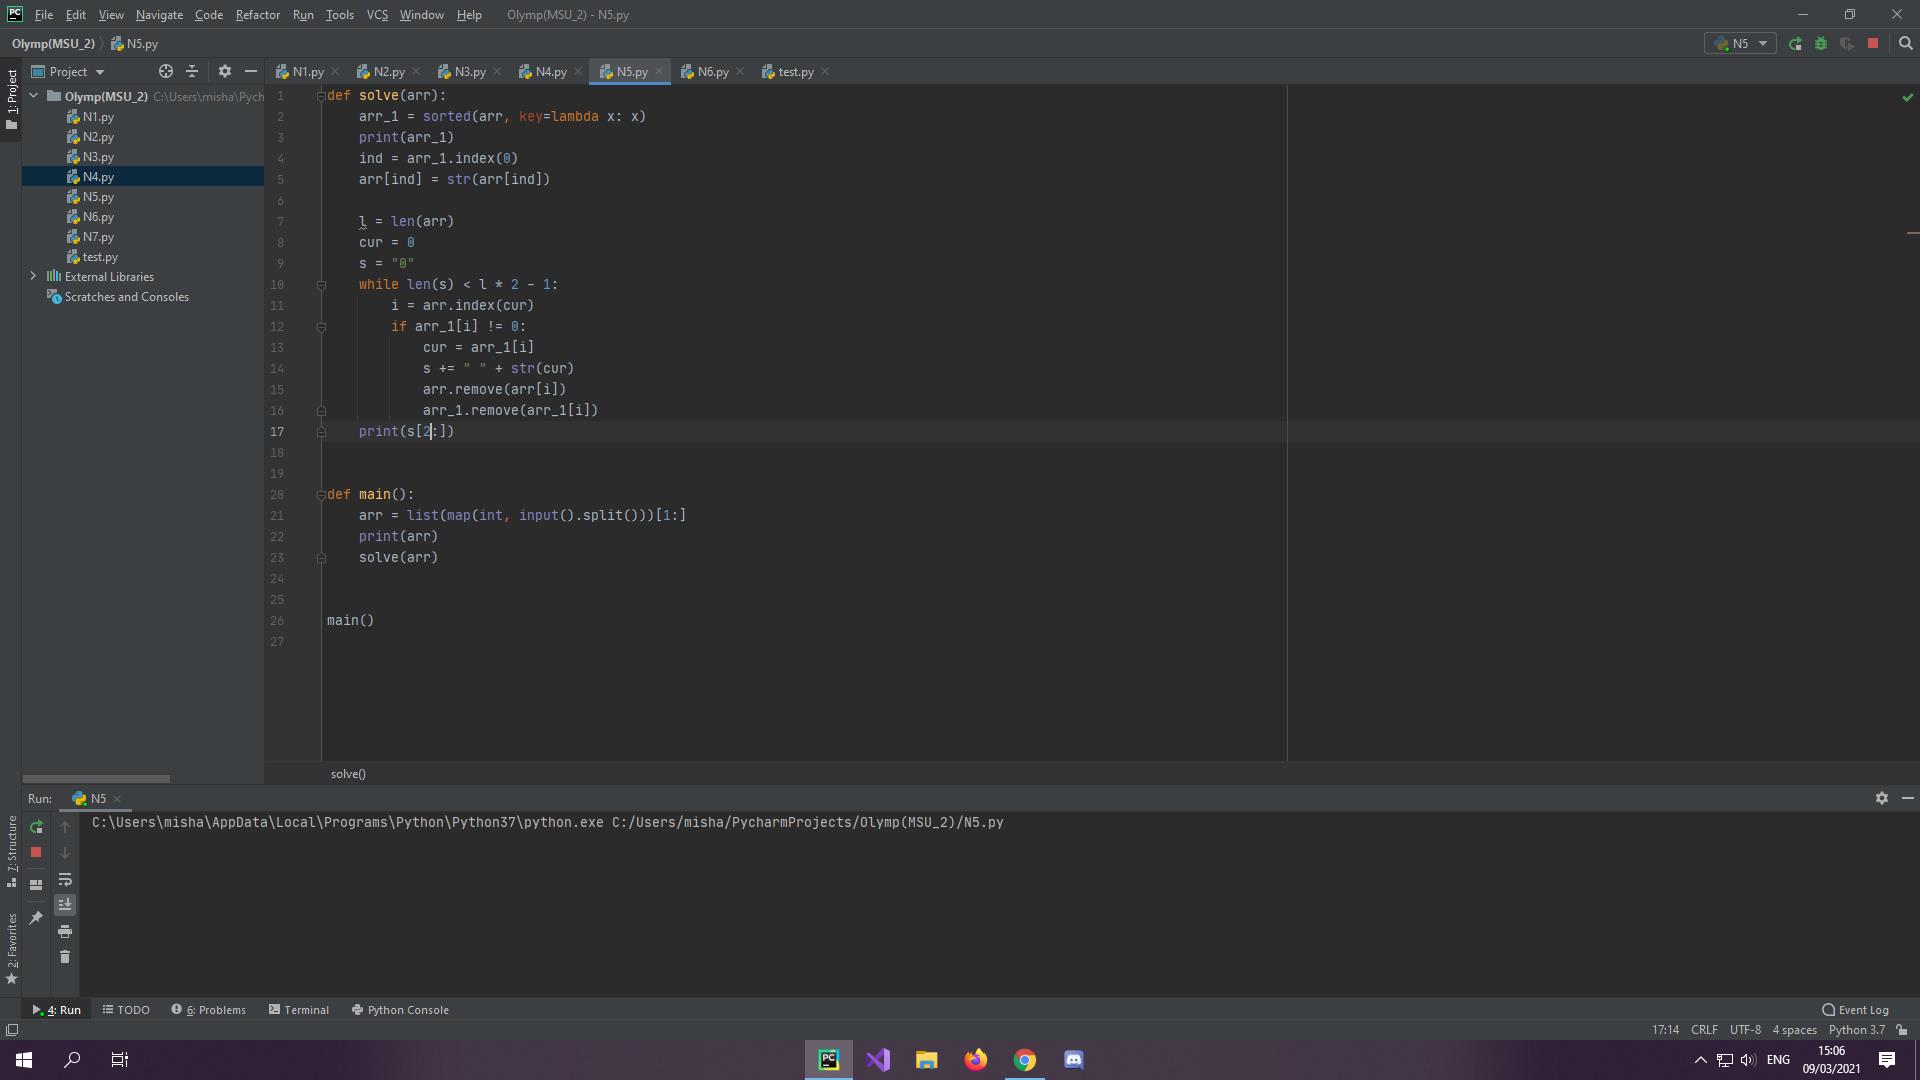 PC File Edit View Navigate Code Refactor Run Tools VCS Window Help Olymp(MSU_2) - N5.py
Olymp(MSU_2) N5.py N5
1: Project
Project N1.py N2.py N3.py N4.py N5.py N6.py test.py
Olymp(MSU_2) C:\Users\misha\Pych
N1.py
N2.py
N3.py
N4.py
N5.py
N6.py
N7.py
test.py
External Libraries
Scratches and Consoles
1 def solve(arr):
2     arr_1 = sorted(arr, key=lambda x: x)
3     print(arr_1)
4     ind = arr_1.index(0)
5     arr[ind] = str(arr[ind])
6
7     l = len(arr)
8     cur = 0
9     s = "0"
10     while len(s) < l * 2 - 1:
11         i = arr.index(cur)
12         if arr_1[i] != 0:
13             cur = arr_1[i]
14             s += " " + str(cur)
15             arr.remove(arr[i])
16             arr_1.remove(arr_1[i])
17     print(s[2:])
18
19
20 def main():
21     arr = list(map(int, input().split()))[1:]
22     print(arr)
23     solve(arr)
24
25
26 main()
27
solve()
Run: N5
C:\Users\misha\AppData\Local\Programs\Python\Python37\python.exe C:/Users/misha/PycharmProjects/Olymp(MSU_2)/N5.py
7: Structure
2: Favorites
4: Run TODO 6: Problems Terminal Python Console Event Log
17:14 CRLF UTF-8 4 spaces Python 3.7
PC ENG 15:06
09/03/2021